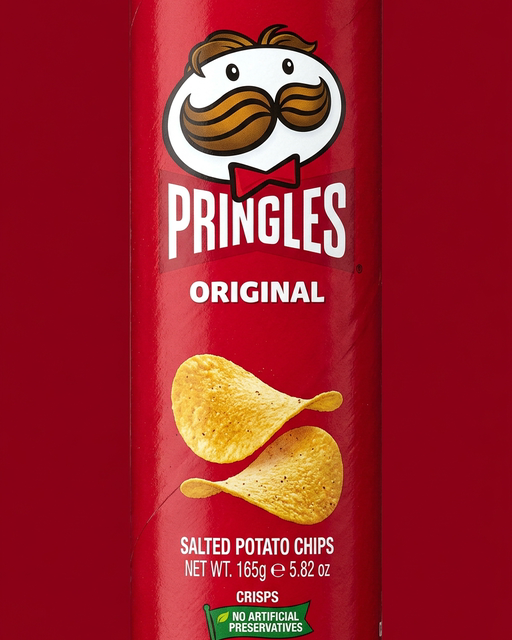 PRINGLES
®
ORIGINAL
SALTED POTATO CHIPS
NET WT. 165g ℮ 5.82 oz
CRISPS
NO ARTIFICIAL
PRESERVATIVES